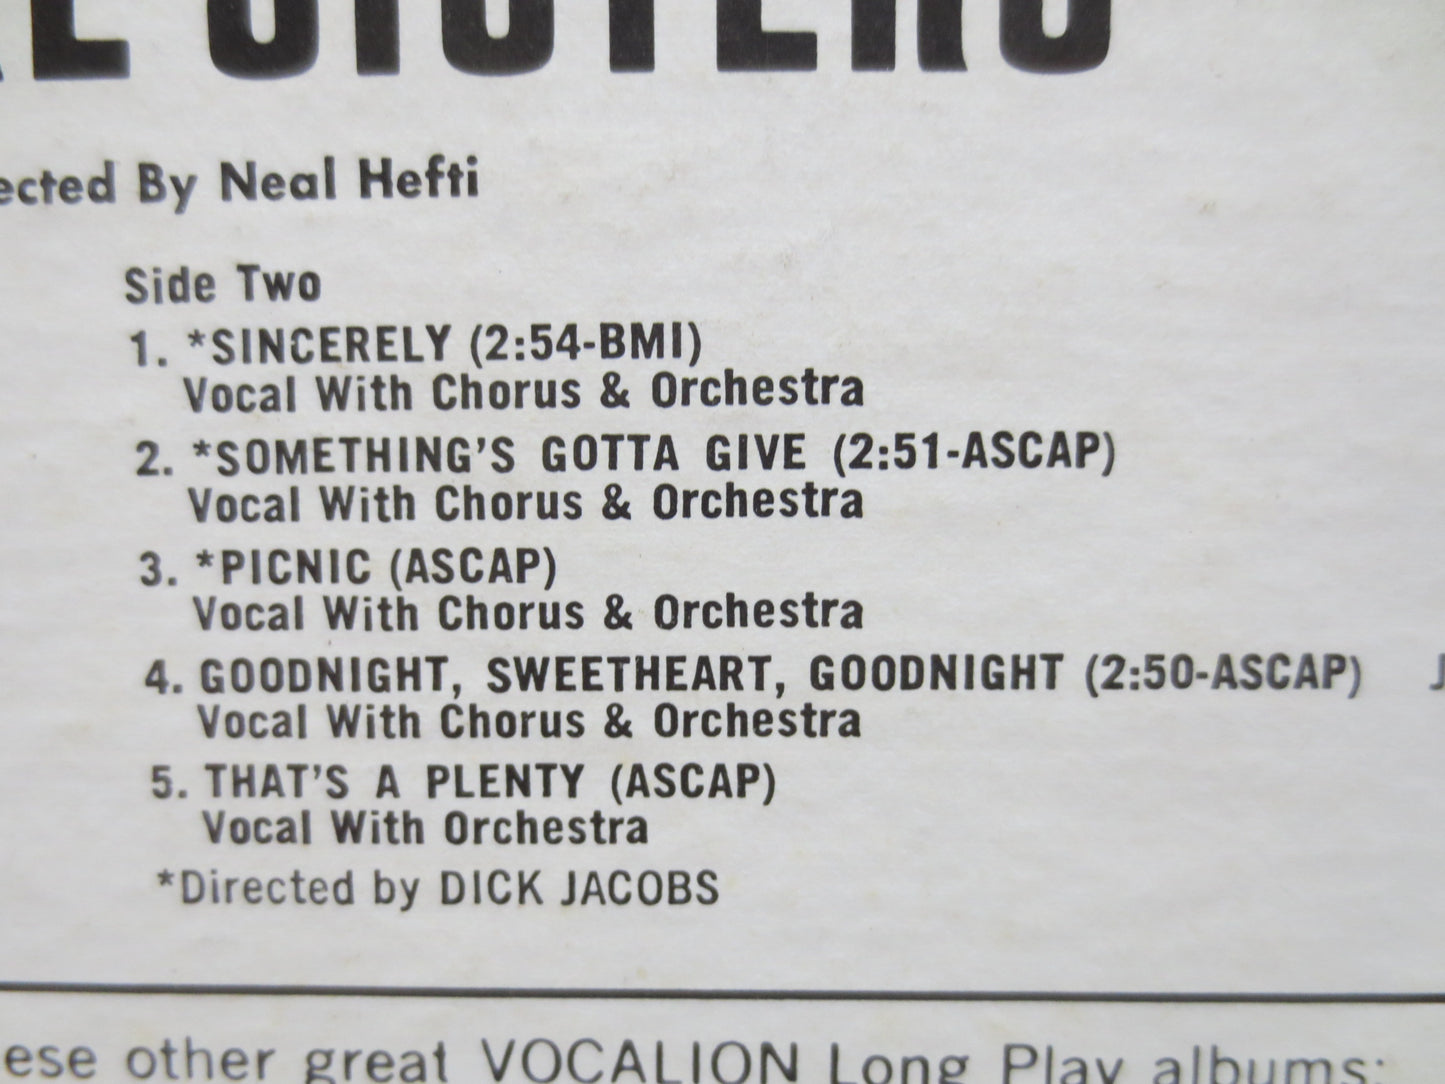 SISTERS
By Neal Hefti
Side Two
1. *SINCERELY (2:54-BMI)
Vocal With Chorus & Orchestra
2. *SOMETHING'S GOTTA GIVE (2:51-ASCAP)
Vocal With Chorus & Orchestra
3. *PICNIC (ASCAP)
Vocal With Chorus & Orchestra
4. GOODNIGHT, SWEETHEART, GOODNIGHT (2:50-ASCAP)
Vocal With Chorus & Orchestra
5. THAT'S A PLENTY (ASCAP)
Vocal With Orchestra
*Directed by DICK JACOBS
other great VOCALION Long Play albums: